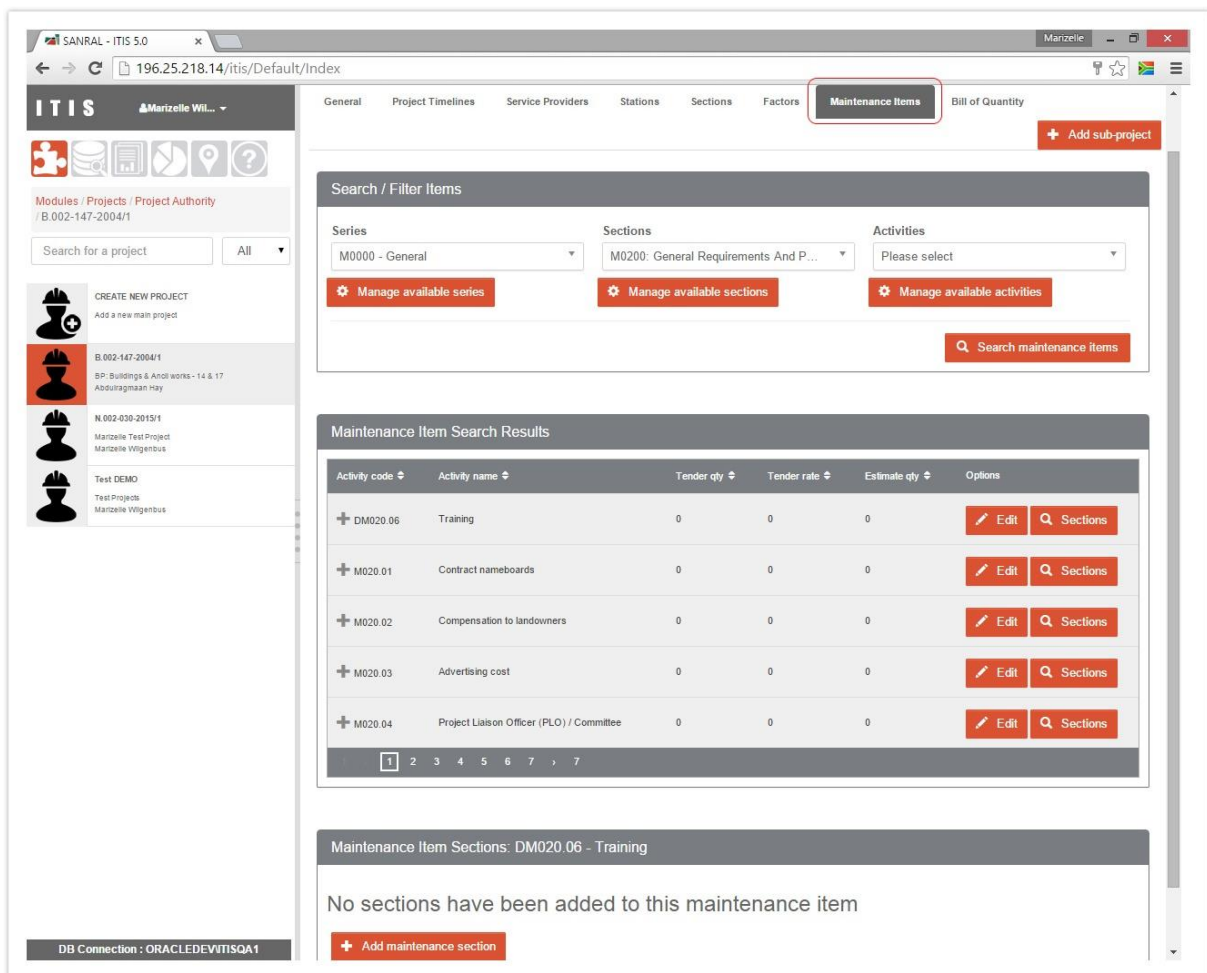 SANRAL - ITIS 5.0
Marizelle
196.25.218.14/itis/Default/Index
ITIS
Marizelle Wil...
General Project Timelines Service Providers Stations Sections Factors Maintenance Items Bill of Quantity
Add sub-project
Modules / Projects / Project Authority
/ B.002-147-2004/1
Search for a project
All
CREATE NEW PROJECT
Add a new main project
B.002-147-2004/1
BP: Buildings & Ancil works - 14 & 17
Abdulragmaan Hay
N.002-030-2015/1
Marizelle Test Project
Marizelle Wilgenbus
Test DEMO
Test Projects
Marizelle Wilgenbus
DB Connection : ORACLEDEV\ITISQA1
Search / Filter Items
Series Sections Activities
M0000 - General M0200: General Requirements And P... Please select
Manage available series Manage available sections Manage available activities
Search maintenance items
Maintenance Item Search Results
Activity code Activity name Tender qty Tender rate Estimate qty Options
DM020.06 Training 0 0 0 Edit Sections
M020.01 Contract nameboards 0 0 0 Edit Sections
M020.02 Compensation to landowners 0 0 0 Edit Sections
M020.03 Advertising cost 0 0 0 Edit Sections
M020.04 Project Liaison Officer (PLO) / Committee 0 0 0 Edit Sections
1 2 3 4 5 6 7 › 7
Maintenance Item Sections: DM020.06 - Training
No sections have been added to this maintenance item
Add maintenance section